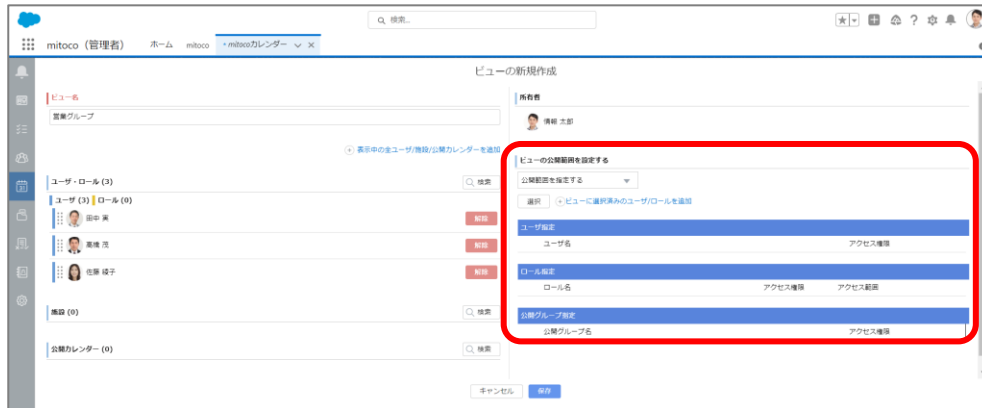 検索...
mitoco（管理者）
ホーム
mitoco
* mitocoカレンダー
ビューの新規作成
ビュー名
営業グループ
表示中の全ユーザ/施設/公開カレンダーを追加
ユーザ・ロール (3)
検索
ユーザ (3)
ロール (0)
田中 実
解除
高橋 茂
解除
佐藤 綾子
解除
施設 (0)
検索
公開カレンダー (0)
検索
所有者
情報 太郎
ビューの公開範囲を設定する
公開範囲を指定する
選択
ビューに選択済みのユーザ/ロールを追加
ユーザ指定
ユーザ名
アクセス権限
ロール指定
ロール名
アクセス権限
アクセス範囲
公開グループ指定
公開グループ名
アクセス権限
キャンセル
保存